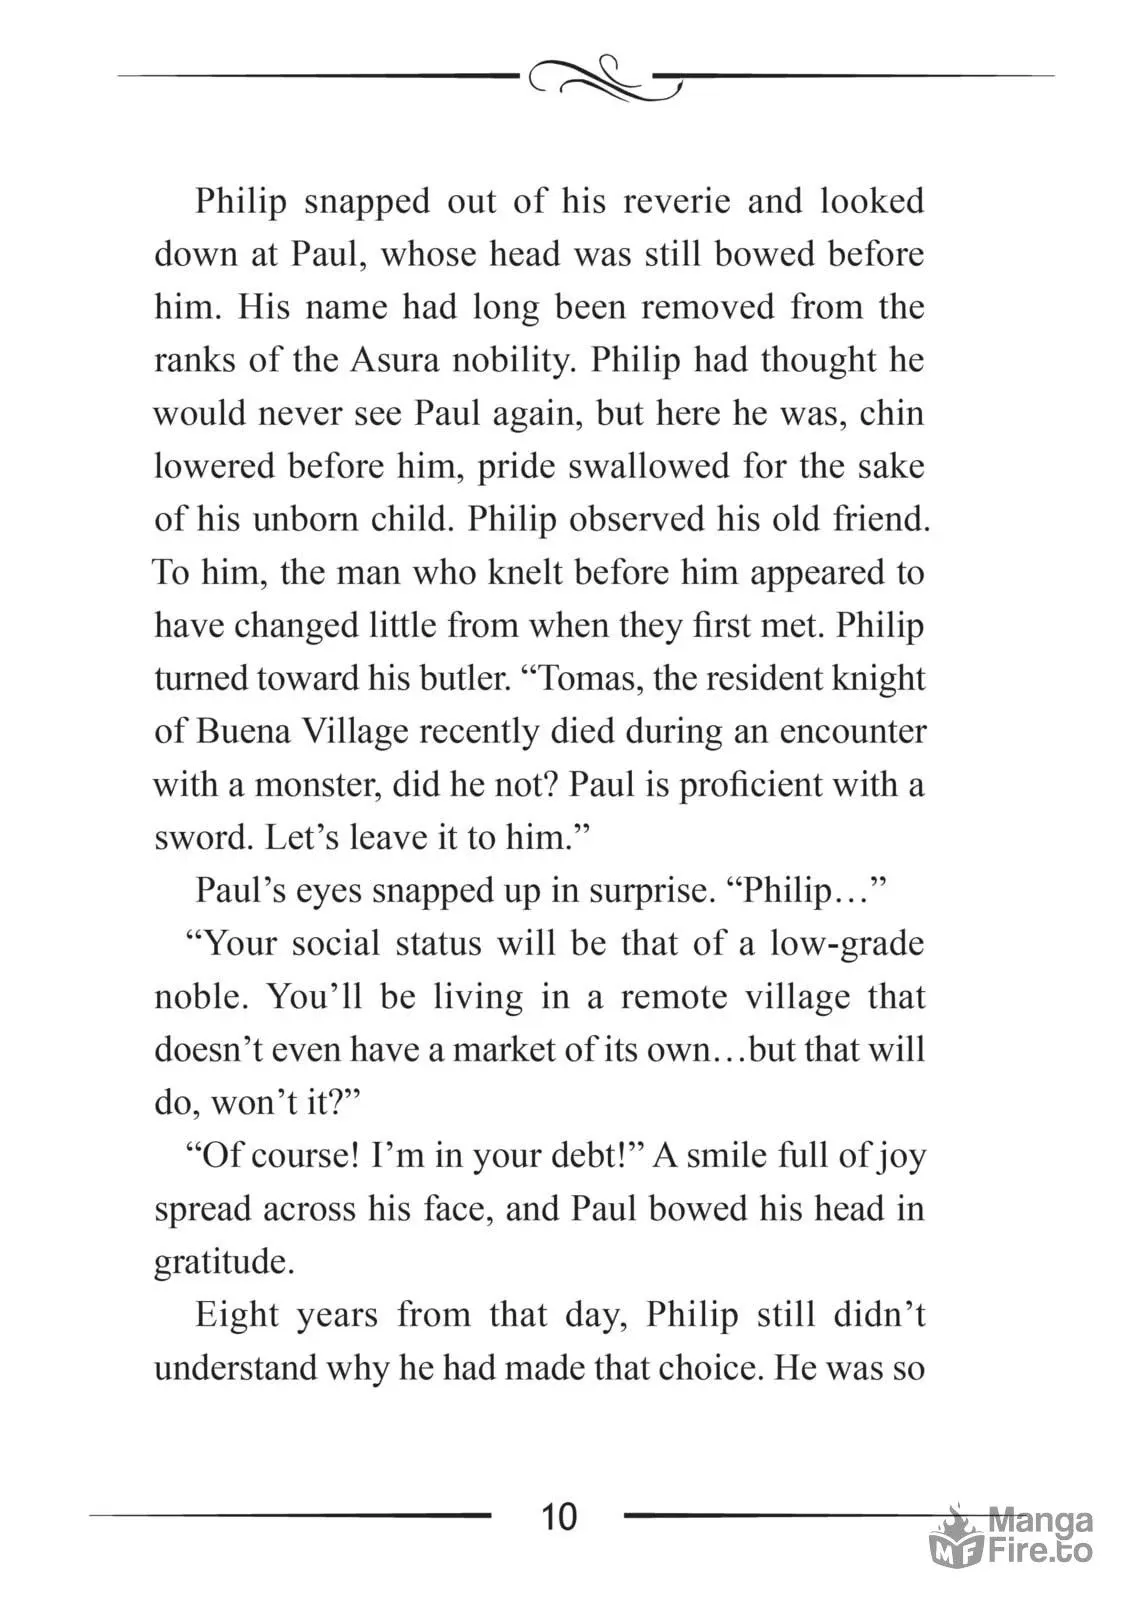 Philip snapped out of his reverie and looked
down at Paul, whose head was still bowed before
him. His name had long been removed from the
ranks of the Asura nobility. Philip had thought he
would never see Paul again, but here he was, chin
lowered before him, pride swallowed for the sake
of his unborn child. Philip observed his old friend.
To him, the man who knelt before him appeared to
have changed little from when they first met. Philip
turned toward his butler. “Tomas, the resident knight
of Buena Village recently died during an encounter
with a monster, did he not? Paul is proficient with a
sword. Let’s leave it to him.”
Paul’s eyes snapped up in surprise. “Philip…”
“Your social status will be that of a low-grade
noble. You’ll be living in a remote village that
doesn’t even have a market of its own…but that will
do, won’t it?”
“Of course! I’m in your debt!” A smile full of joy
spread across his face, and Paul bowed his head in
gratitude.
Eight years from that day, Philip still didn’t
understand why he had made that choice. He was so
10
MF
Manga
Fire.to